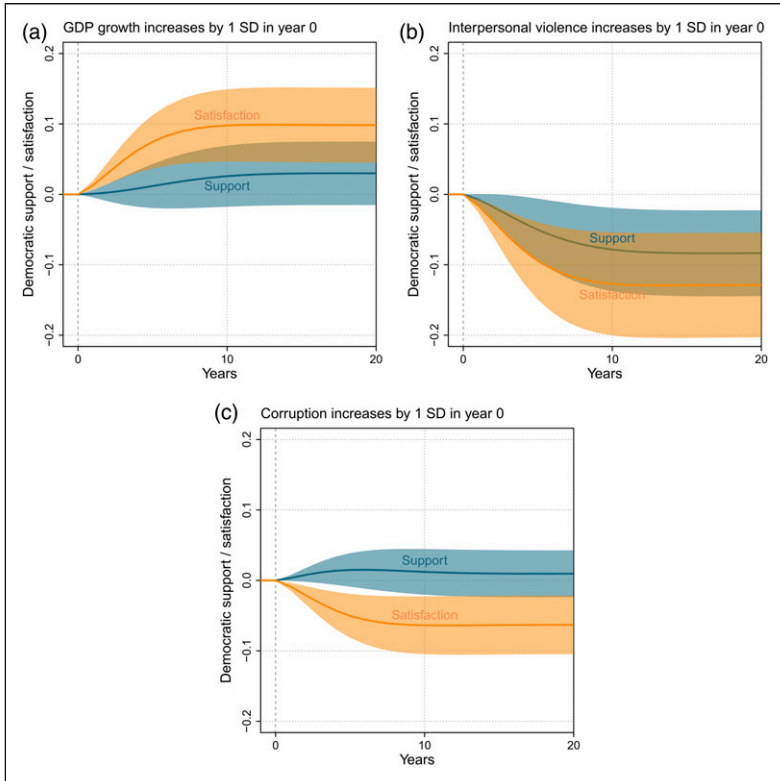 (a)
GDP growth increases by 1 SD in year 0
Democratic support / satisfaction
0.2
0.1
0.0
−0.1
−0.2
Satisfaction
Support
0
10
20
Years
(b)
Interpersonal violence increases by 1 SD in year 0
Democratic support / satisfaction
0.2
0.1
0.0
−0.1
−0.2
Support
Satisfaction
0
10
20
Years
(c)
Corruption increases by 1 SD in year 0
Democratic support / satisfaction
0.2
0.1
0.0
−0.1
−0.2
Support
Satisfaction
0
10
20
Years